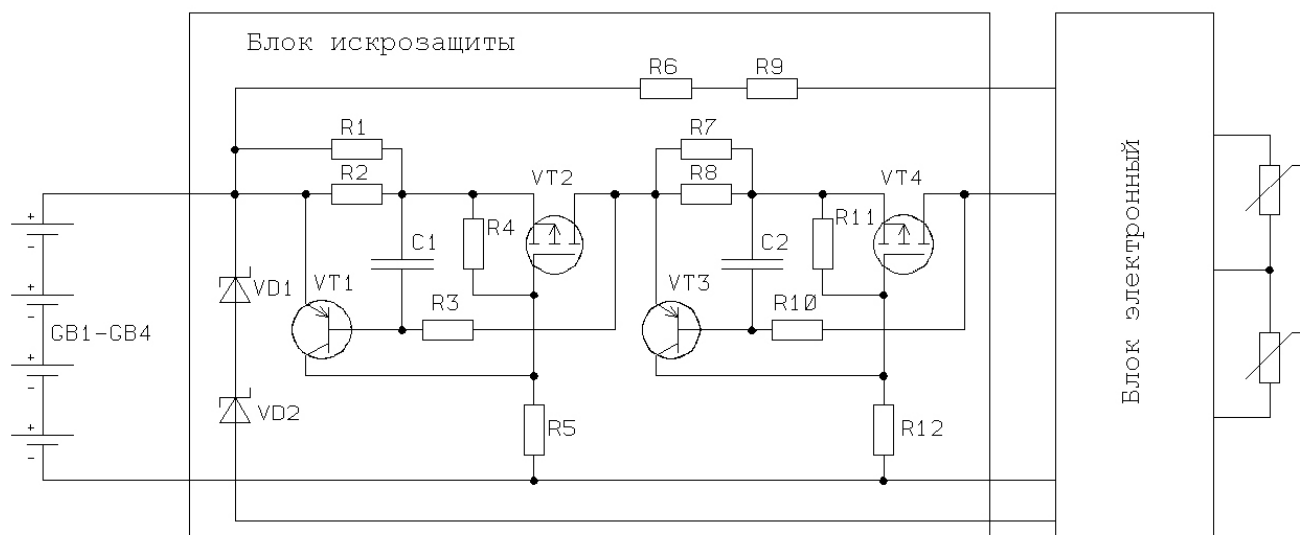 Блок искрозащиты
R6
R9
R1
R7
R2
VT2
R8
VT4
R4
R11
C1
C2
VD1
VT1
R3
VT3
R10
GB1-GB4
VD2
R5
R12
Блок электронный
+
-
+
-
+
-
+
-